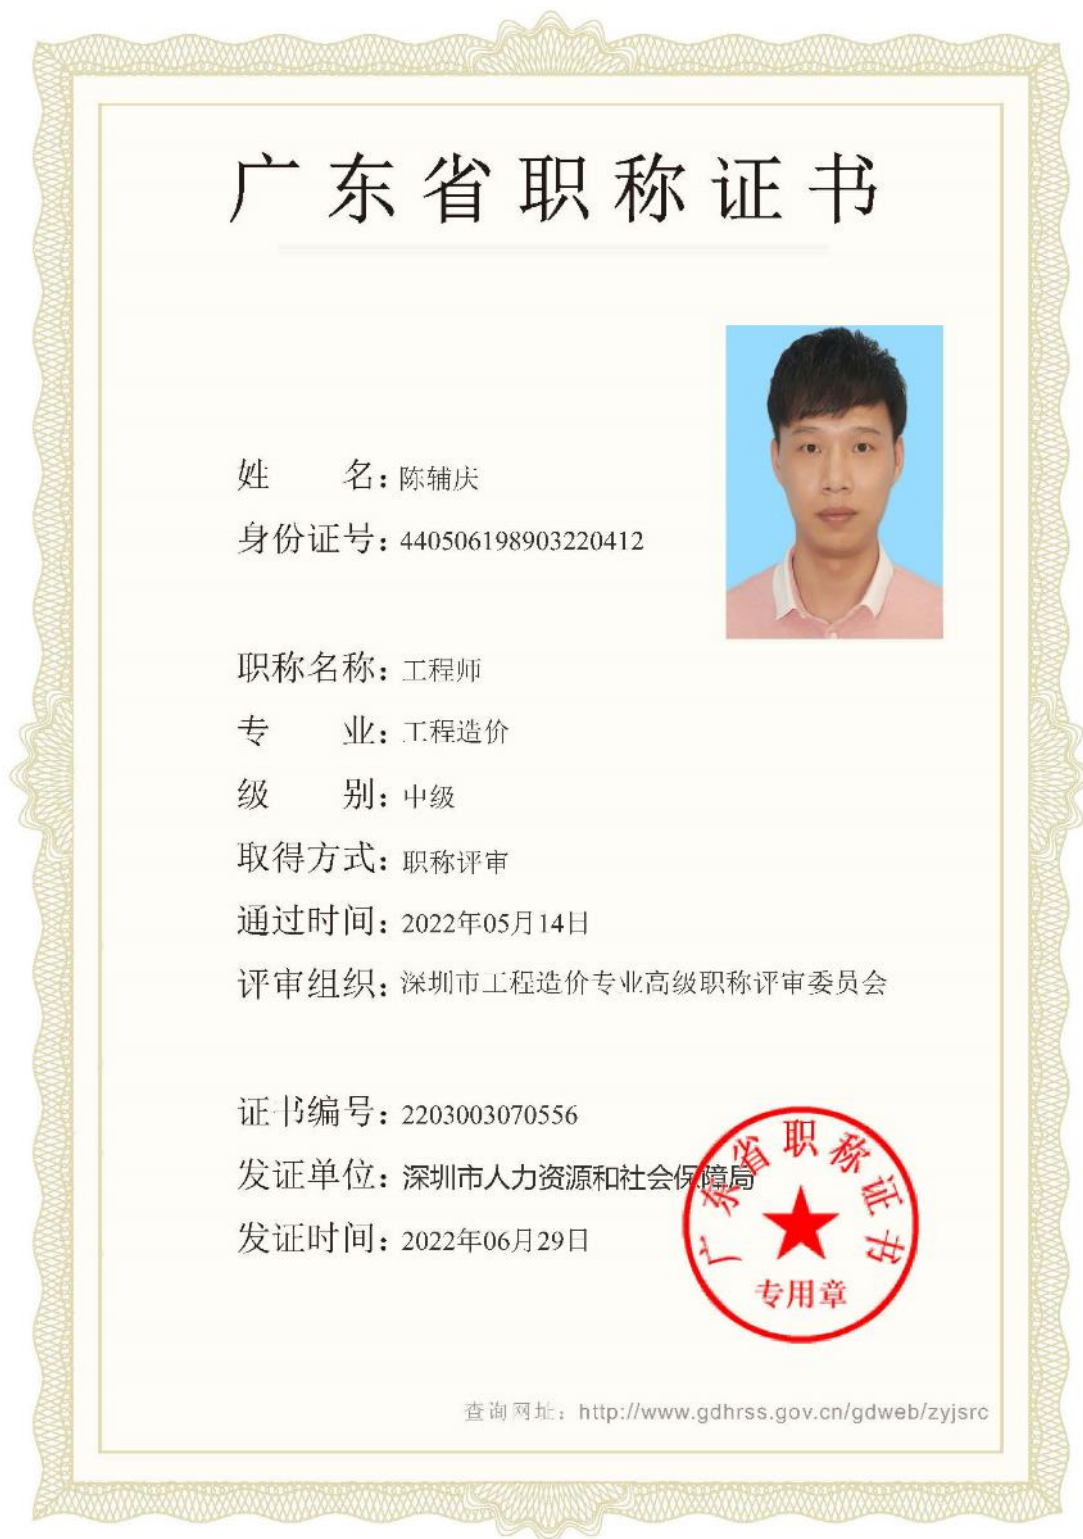 广东省职称证书
姓 名：陈辅庆
身份证号：440506198903220412
职称名称：工程师
专 业：工程造价
级 别：中级
取得方式：职称评审
通过时间：2022年05月14日
评审组织：深圳市工程造价专业高级职称评审委员会
证书编号：2203003070556
发证单位：深圳市人力资源和社会保障局
发证时间：2022年06月29日
广东省职称证书
专用章
查询网址：http://www.gdhrss.gov.cn/gdweb/zyjsrc